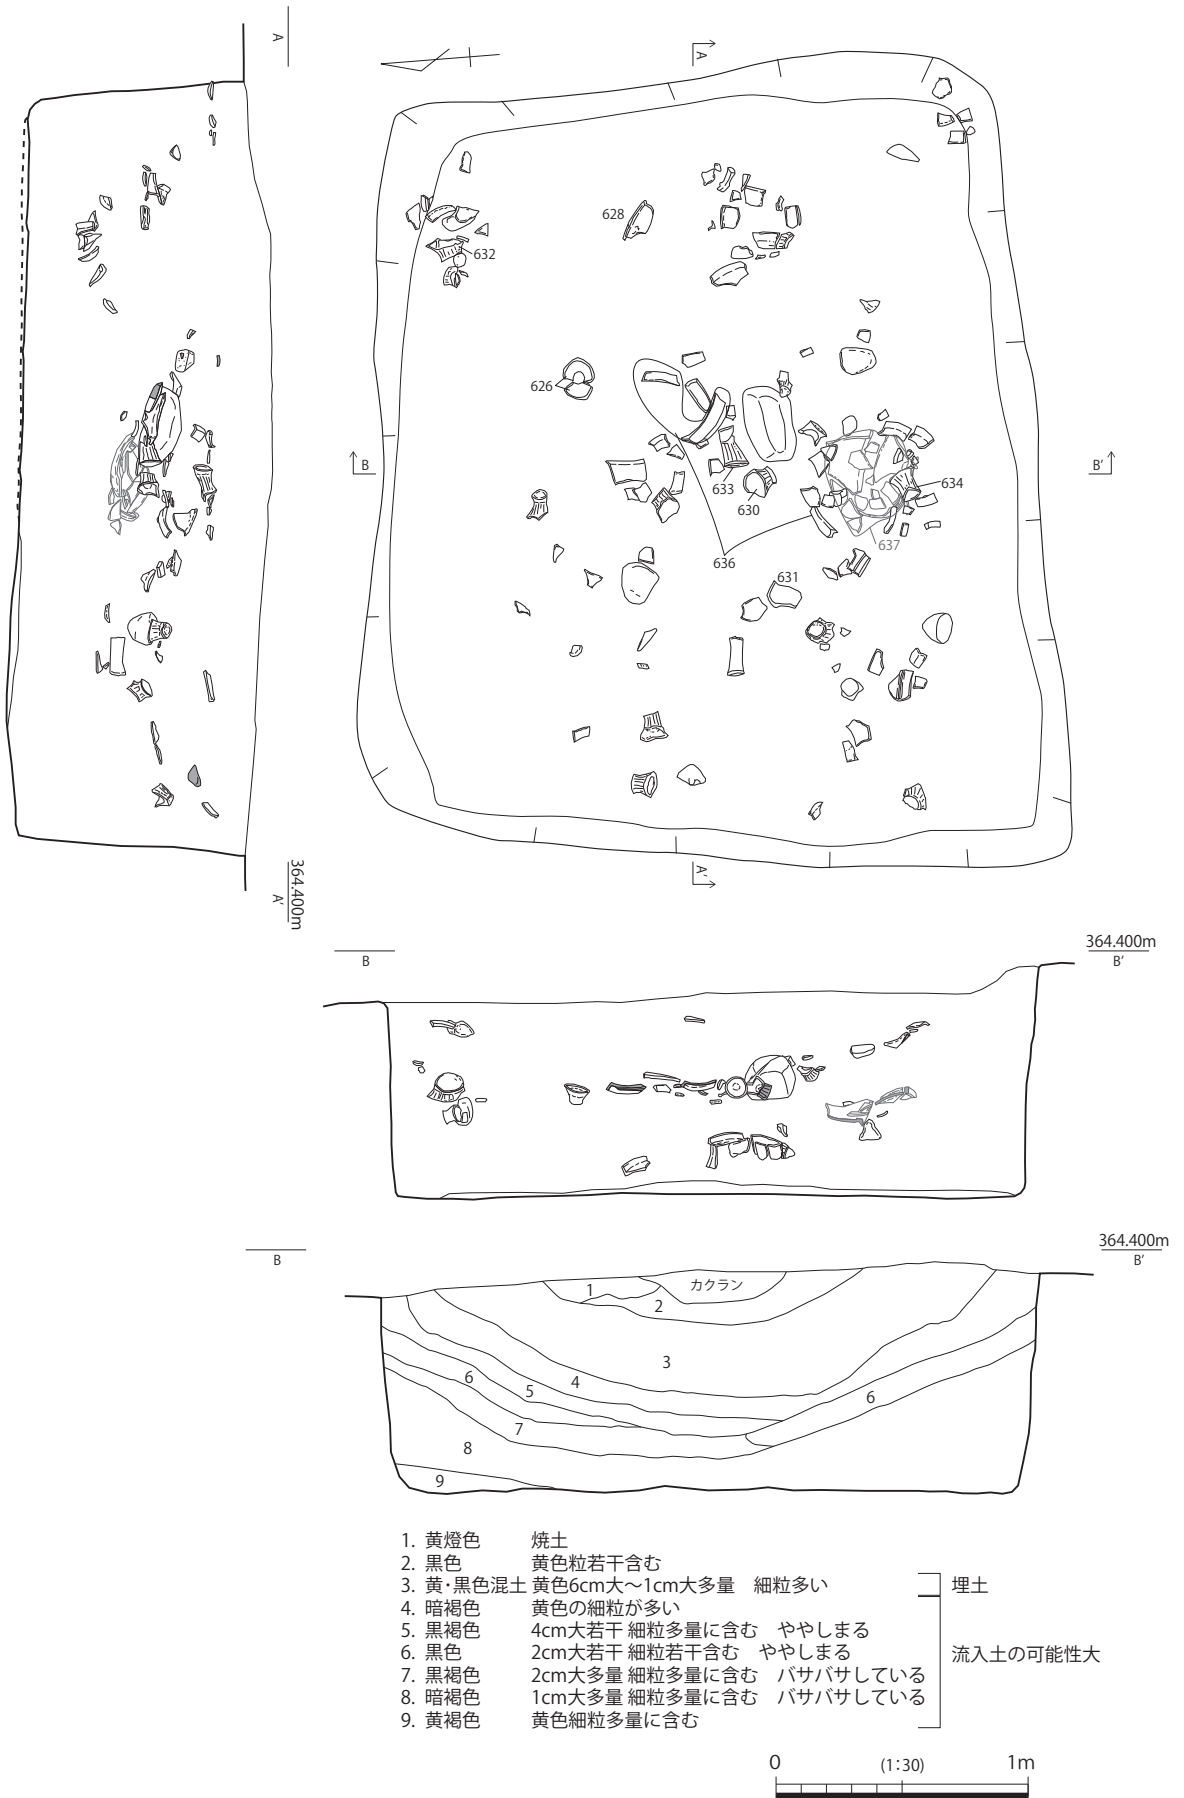 A
A
628
632
626
B
B'
633
634
630
637
636
631
A'
364.400m
A'
364.400m
B
B'
364.400m
B
B'
カクラン
1
2
3
4
5
6
6
7
8
9
1. 黄燈色 焼土
2. 黒色 黄色粒若干含む
3. 黄・黒色混土 黄色6cm大～1cm大多量 細粒多い
埋土
4. 暗褐色 黄色の細粒が多い
5. 黒褐色 4cm大若干 細粒多量に含む ややしまる
6. 黒色 2cm大若干 細粒若干含む ややしまる
流入土の可能性大
7. 黒褐色 2cm大多量 細粒多量に含む バサバサしている
8. 暗褐色 1cm大多量 細粒多量に含む バサバサしている
9. 黄褐色 黄色細粒多量に含む
0 (1:30) 1m